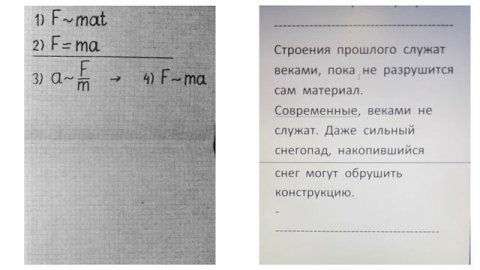 1) F~mat
2) F=ma
3) a~F/m → 4) F~ma
Строения прошлого служат
веками, пока не разрушится
сам материал.
Современные, веками не
служат. Даже сильный
снегопад, накопившийся
снег могут обрушить
конструкцию.
-